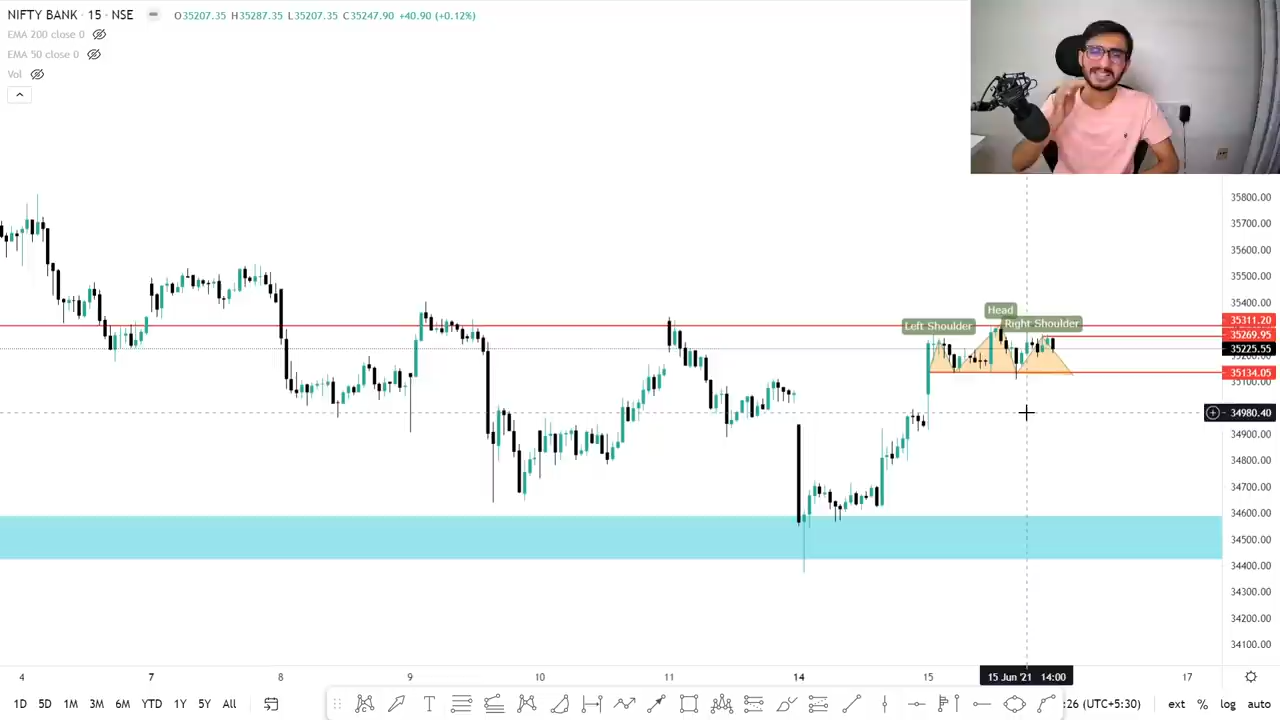 NIFTY BANK · 15 · NSE O35207.35 H35287.35 L35207.35 C35247.90 +40.90 (+0.12%)
EMA 200 close 0
EMA 50 close 0
Vol
35800.00
35700.00
35600.00
35500.00
35400.00
Head
35311.20
Left Shoulder Right Shoulder
35269.95
35225.55
35134.05
35100.00
34980.40
34900.00
34800.00
34700.00
34600.00
34500.00
34400.00
34300.00
34200.00
34100.00
4 7 8 9 10 11 14 15 15 Jun '21 14:00 17
1D 5D 1M 3M 6M YTD 1Y 5Y All :26 (UTC+5:30) ext % log auto